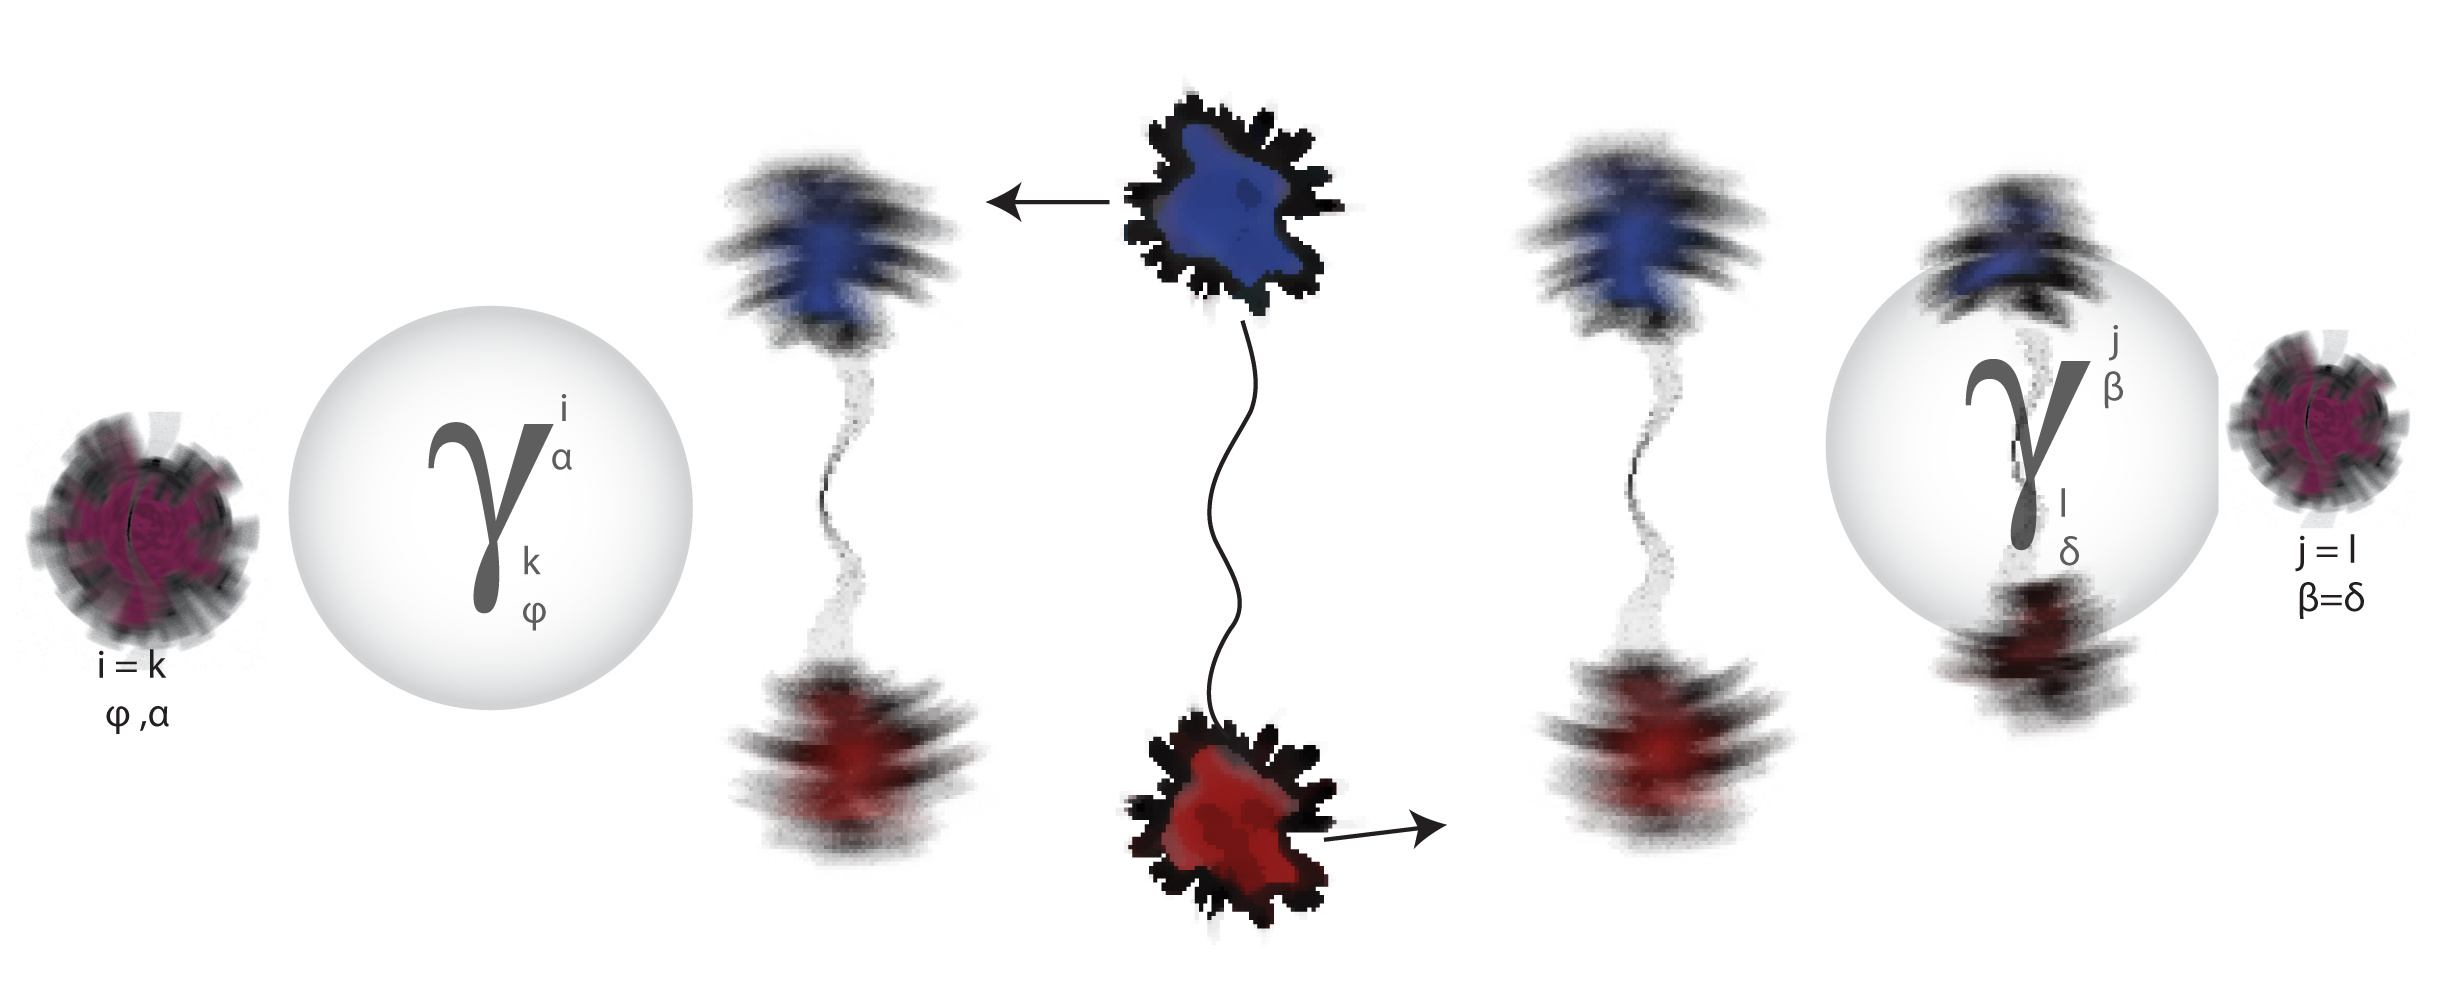 i = k
φ ,α
γ
i
α
k
φ
γ
j
β
l
δ
j = l
β=δ